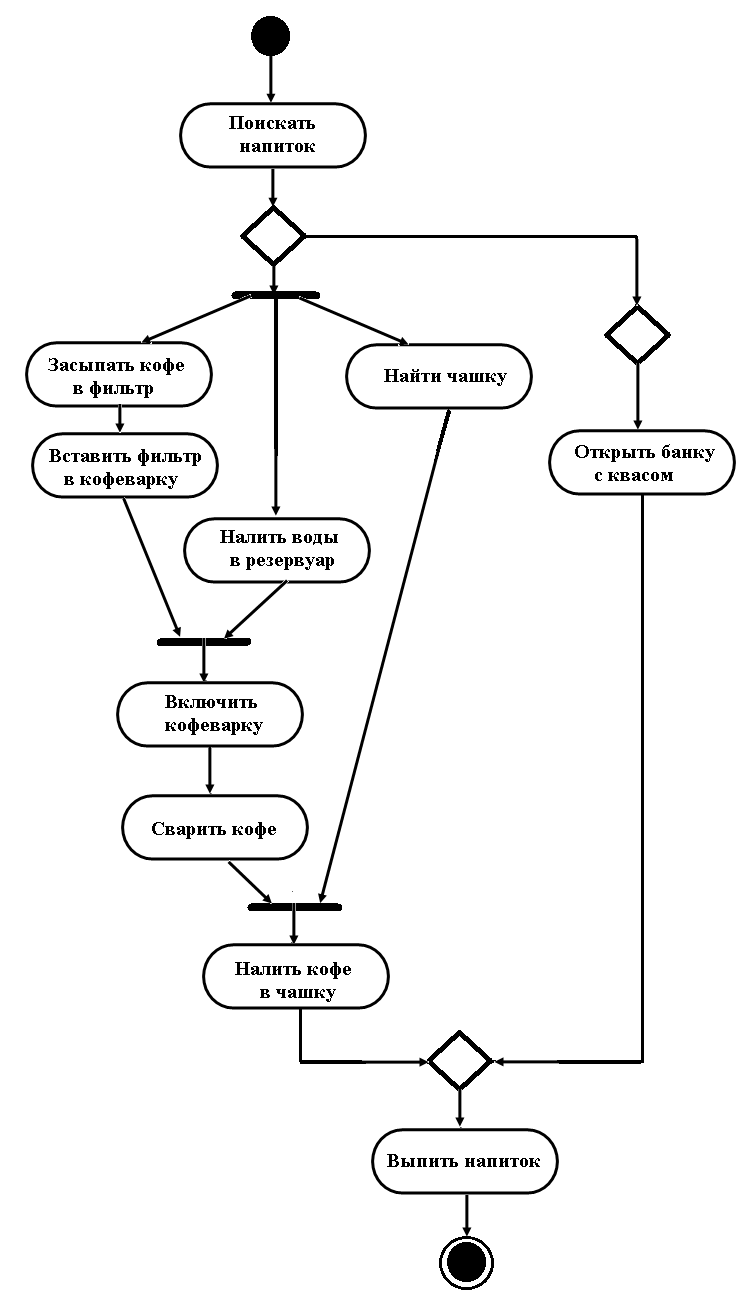 Поискать
напиток
Засыпать кофе
в фильтр
Найти чашку
Вставить фильтр
в кофеварку
Открыть банку
с квасом
Налить воды
в резервуар
Включить
кофеварку
Сварить кофе
Налить кофе
в чашку
Выпить напиток